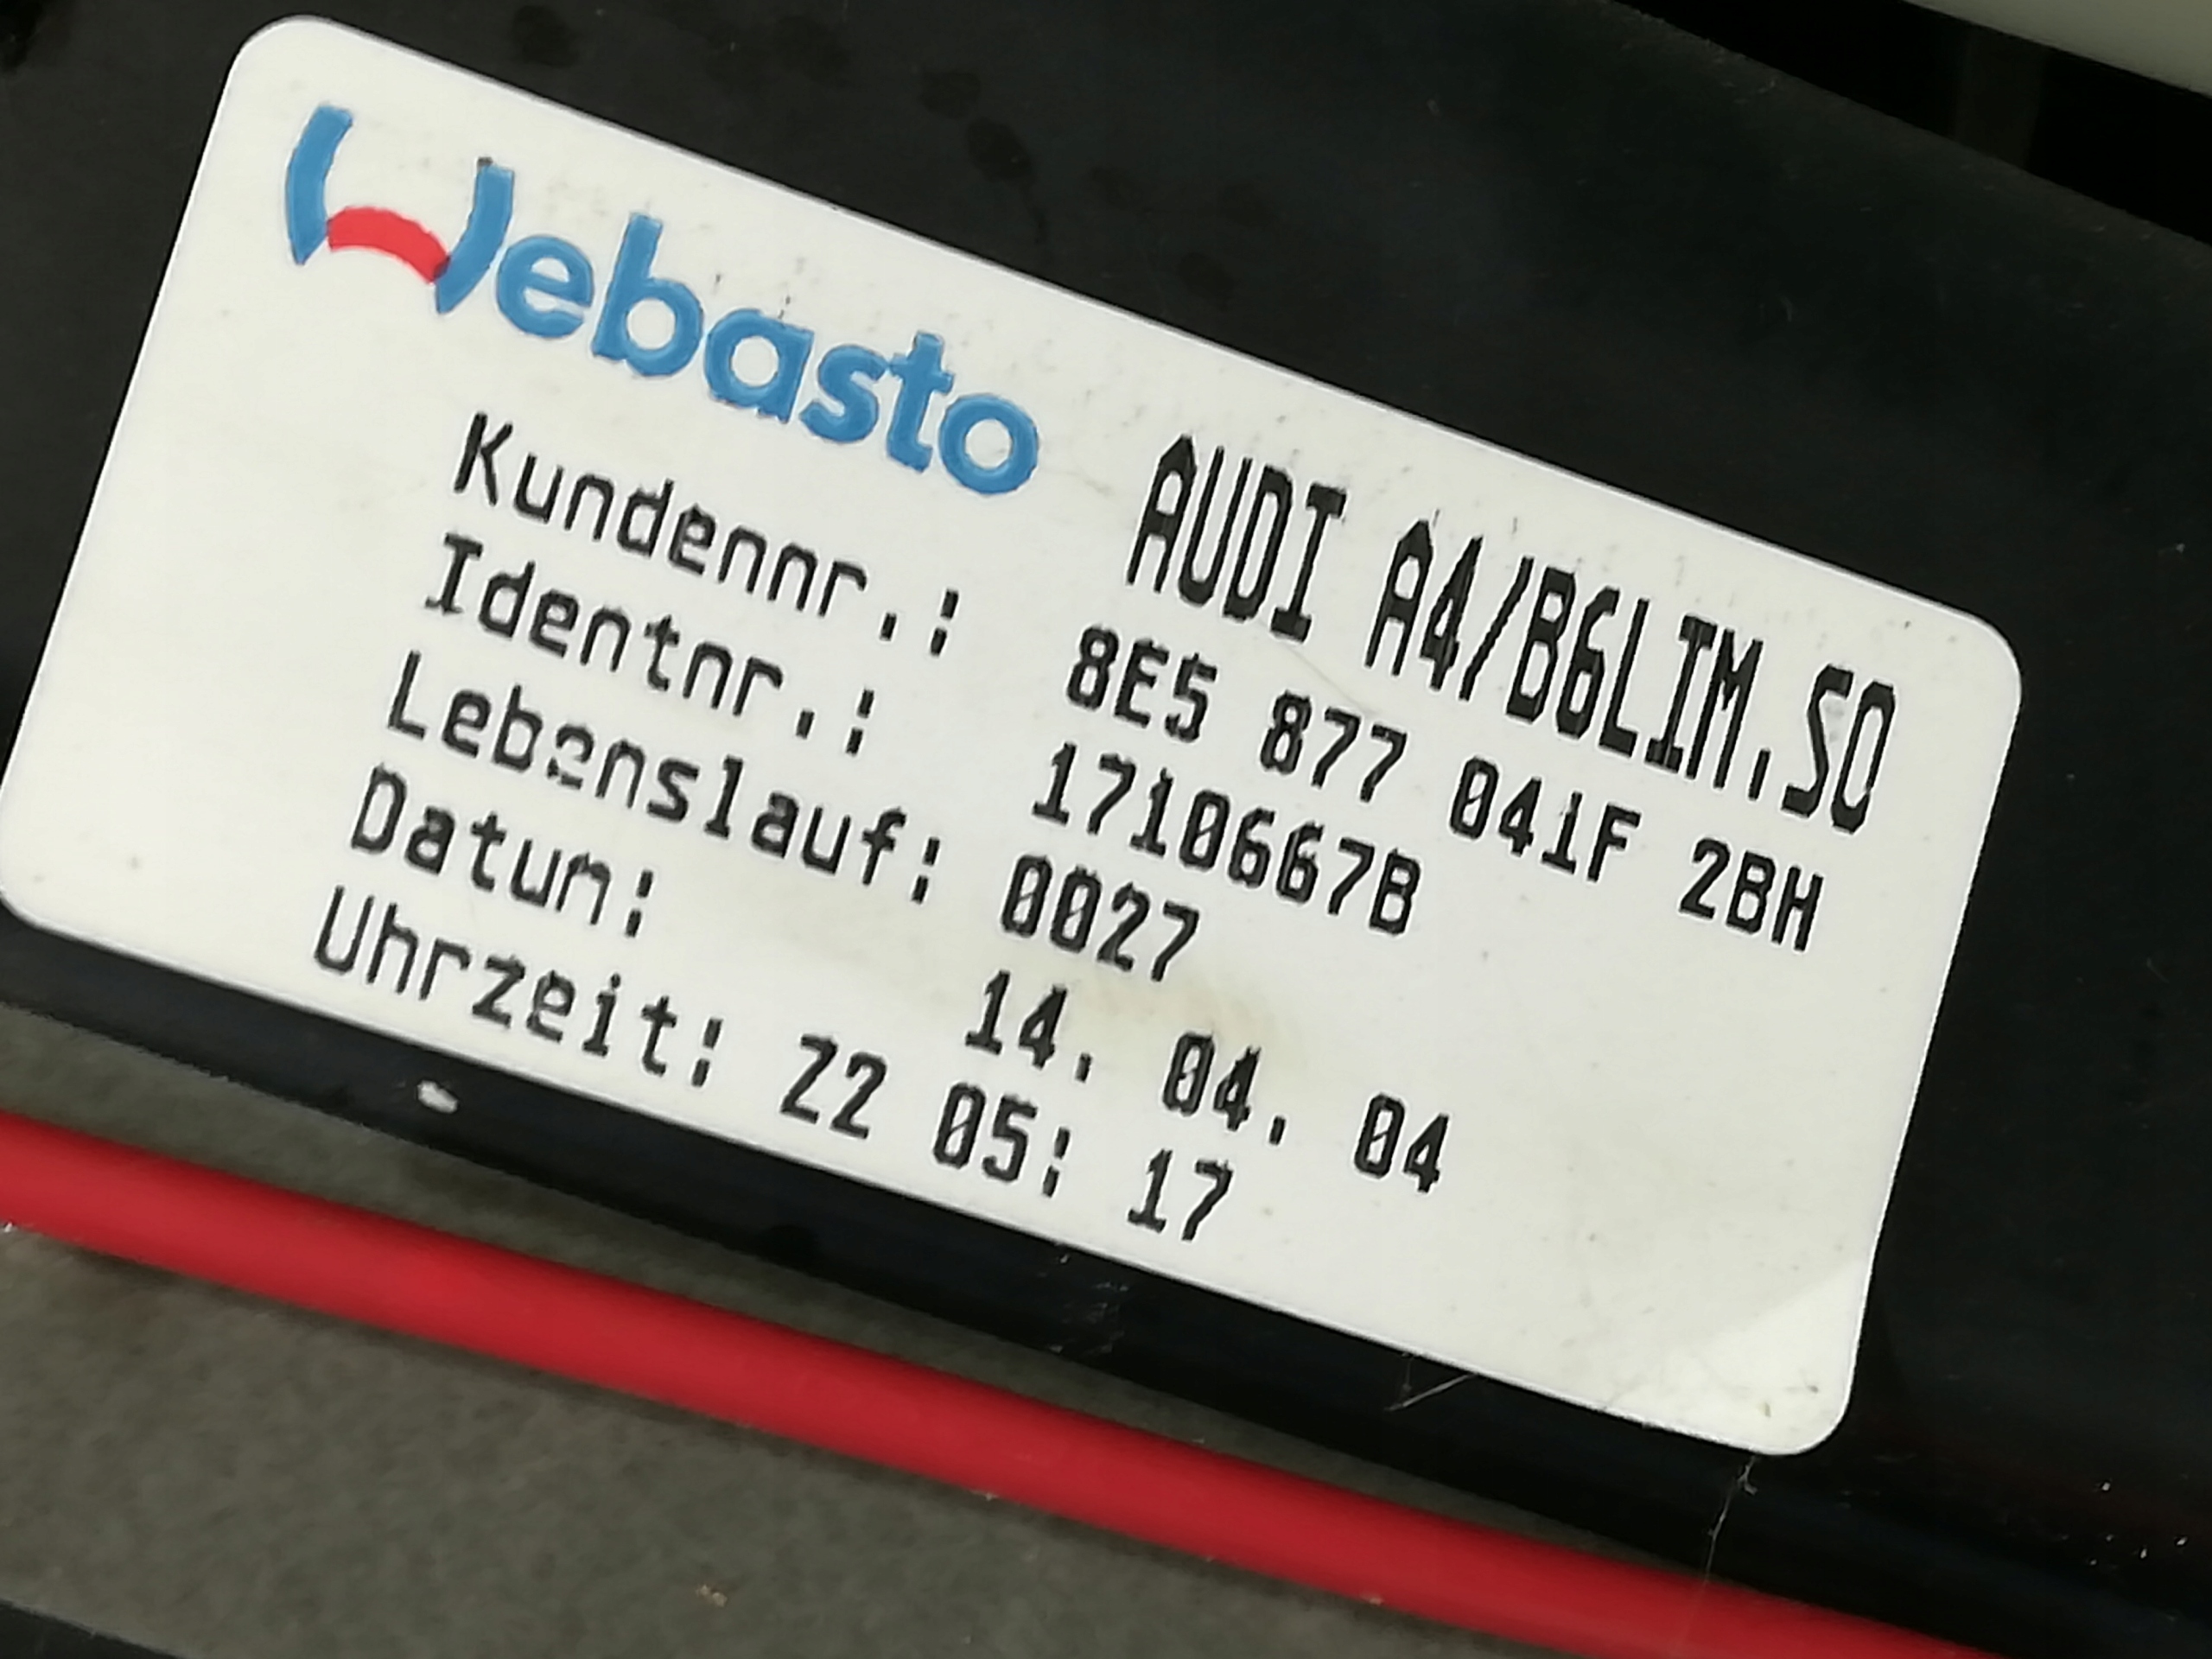 Webasto
AUDI A4/B6LIM.SO
Kundennr.: 8E5 877 041F 2BH
Identnr.: 1710667B
Lebenslauf: 0027
Datum: 14. 04. 04
Uhrzeit: Z2 05: 17